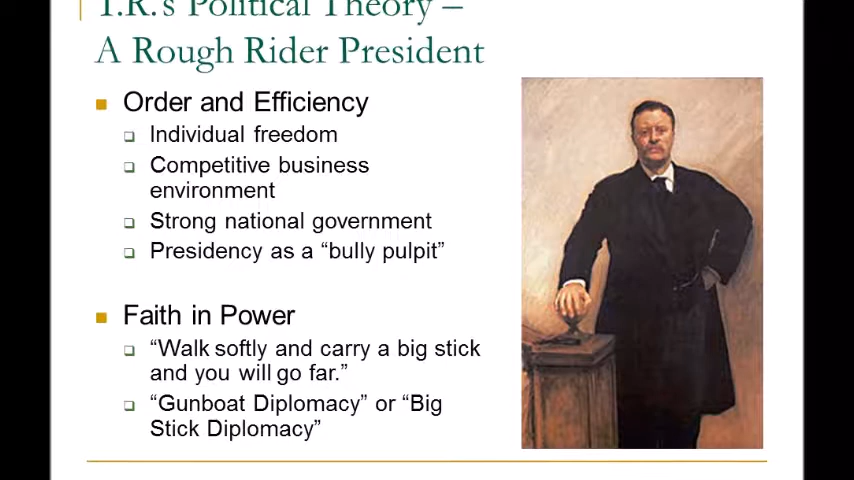 T.R.'s Political Theory –
A Rough Rider President
Order and Efficiency
Individual freedom
Competitive business
environment
Strong national government
Presidency as a “bully pulpit”
Faith in Power
“Walk softly and carry a big stick
and you will go far.”
“Gunboat Diplomacy” or “Big
Stick Diplomacy”